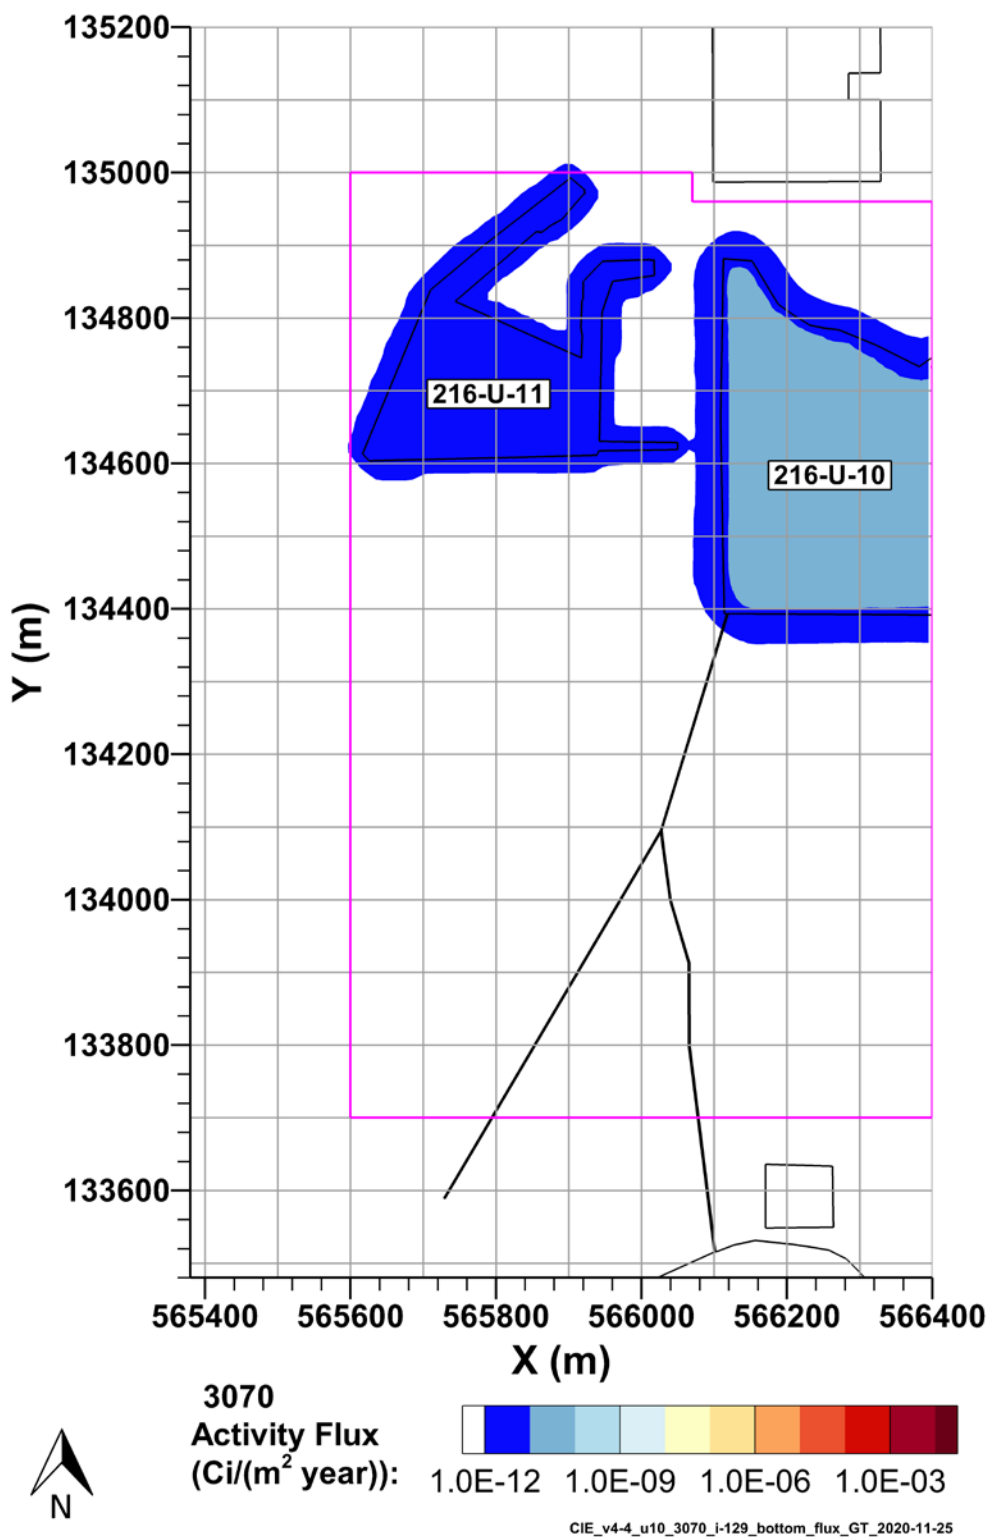 135200
135000
134800
134600
134400
134200
134000
133800
133600
Y (m)
216-U-11
216-U-10
565400 565600 565800 566000 566200 566400
X (m)
3070
Activity Flux
(Ci/(m² year)):
1.0E-12 1.0E-09 1.0E-06 1.0E-03
N
CIE_v4-4_u10_3070_i-129_bottom_flux_GT_2020-11-25